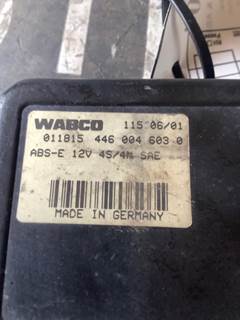 WABCO 115 06/01
011815 446 004 603 0
ABS-E 12V 4S/4M SAE
MADE IN GERMANY